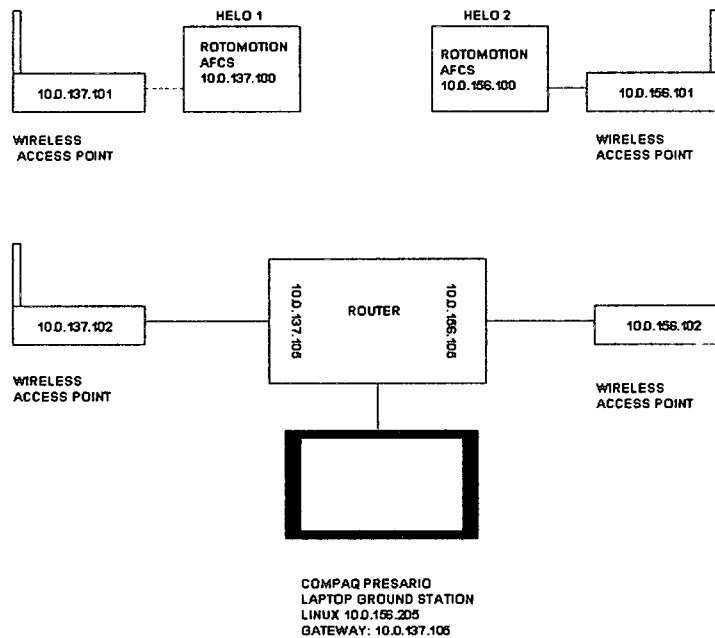 HELO 1
HELO 2
ROTOMOTION
AFCS
10.0.137.100
ROTOMOTION
AFCS
10.0.156.100
10.0.137.101
10.0.156.101
WIRELESS
ACCESS POINT
WIRELESS
ACCESS POINT
10.0.137.102
10.0.137.105
ROUTER
10.0.156.105
10.0.156.102
WIRELESS
ACCESS POINT
WIRELESS
ACCESS POINT
COMPAQ PRESARIO
LAPTOP GROUND STATION
LINUX 10.0.156.205
GATEWAY: 10.0.137.105